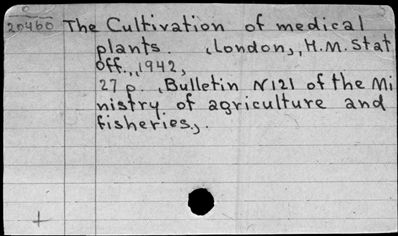 20460 The Cultivation of medical
plants. (London), H.M. Stat
off., 1942,
27 p. (Bulletin N121 of the Mi
nistry of agriculture and
fisheries).
+